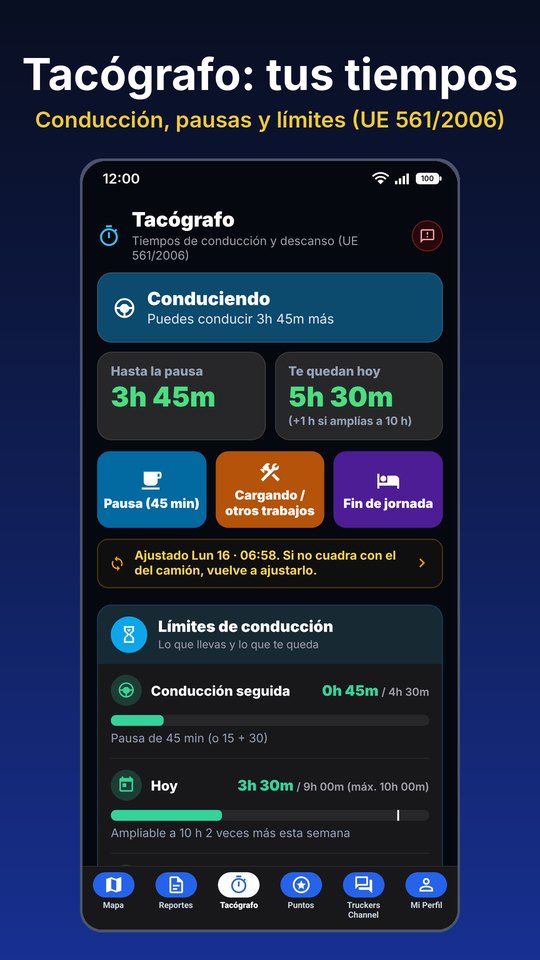 Tacógrafo: tus tiempos
Conducción, pausas y límites (UE 561/2006)
12:00
100
Tacógrafo
Tiempos de conducción y descanso (UE
561/2006)
Conduciendo
Puedes conducir 3h 45m más
Hasta la pausa
3h 45m
Te quedan hoy
5h 30m
(+1 h si amplías a 10 h)
Pausa (45 min)
Cargando /
otros trabajos
Fin de jornada
Ajustado Lun 16 · 06:58. Si no cuadra con el
del camión, vuelve a ajustarlo.
Límites de conducción
Lo que llevas y lo que te queda
Conducción seguida
0h 45m / 4h 30m
Pausa de 45 min (o 15 + 30)
Hoy
3h 30m / 9h 00m (máx. 10h 00m)
Ampliable a 10 h 2 veces más esta semana
Mapa
Reportes
Tacógrafo
Puntos
Truckers
Channel
Mi Perfil